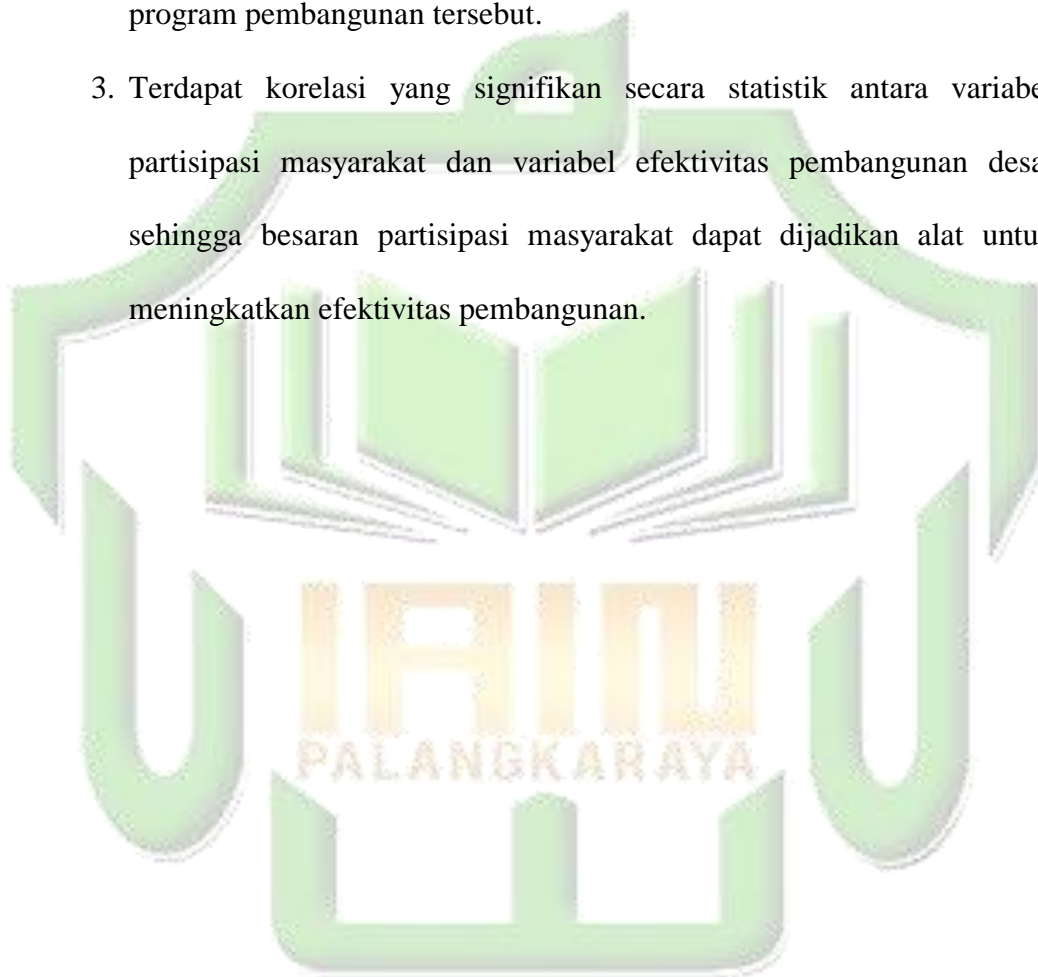 program pembangunan tersebut.
3. Terdapat korelasi yang signifikan secara statistik antara variabe
partisipasi masyarakat dan variabel efektivitas pembangunan desa
sehingga besaran partisipasi masyarakat dapat dijadikan alat untu
meningkatkan efektivitas pembangunan.
IAIN
PALANGKARAYA